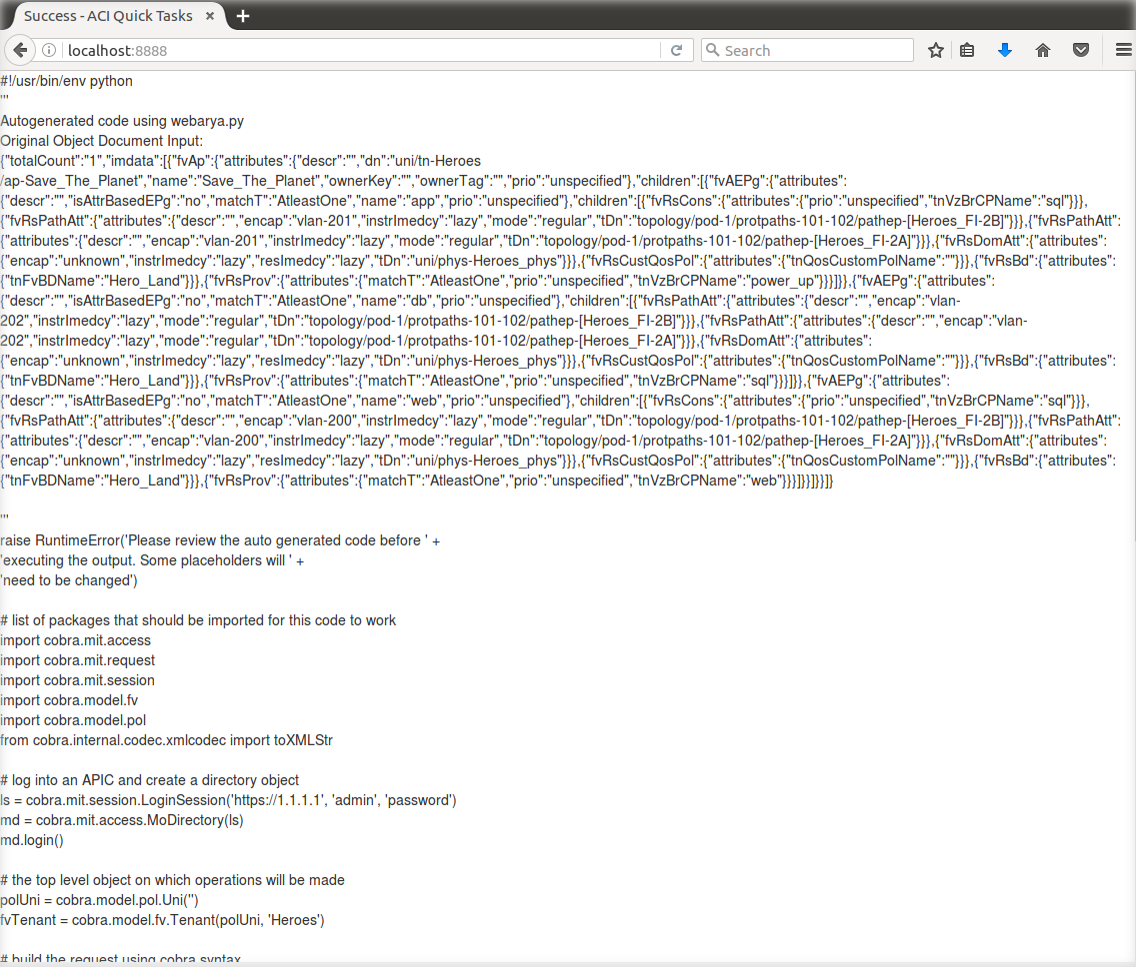 Success - ACI Quick Tasks
localhost:8888
Search
#!/usr/bin/env python
'''
Autogenerated code using webarya.py
Original Object Document Input:
{"totalCount":"1","imdata":[{"fvAp":{"attributes":{"descr":"","dn":"uni/tn-Heroes
/ap-Save_The_Planet","name":"Save_The_Planet","ownerKey":"","ownerTag":"","prio":"unspecified"},"children":[{"fvAEPg":{"attributes":
{"descr":"","isAttrBasedEPg":"no","matchT":"AtleastOne","name":"app","prio":"unspecified"},"children":[{"fvRsCons":{"attributes":{"prio":"unspecified","tnVzBrCPName":"sql"}}},
{"fvRsPathAtt":{"attributes":{"descr":"","encap":"vlan-201","instrImedcy":"lazy","mode":"regular","tDn":"topology/pod-1/protpaths-101-102/pathep-[Heroes_FI-2B]"}}},{"fvRsPathAtt":
{"attributes":{"descr":"","encap":"vlan-201","instrImedcy":"lazy","mode":"regular","tDn":"topology/pod-1/protpaths-101-102/pathep-[Heroes_FI-2A]"}}},{"fvRsDomAtt":{"attributes":
{"encap":"unknown","instrImedcy":"lazy","resImedcy":"lazy","tDn":"uni/phys-Heroes_phys"}}},{"fvRsCustQosPol":{"attributes":{"tnQosCustomPolName":""}}},{"fvRsBd":{"attributes":
{"tnFvBDName":"Hero_Land"}}},{"fvRsProv":{"attributes":{"matchT":"AtleastOne","prio":"unspecified","tnVzBrCPName":"power_up"}}}]}},{"fvAEPg":{"attributes":
{"descr":"","isAttrBasedEPg":"no","matchT":"AtleastOne","name":"db","prio":"unspecified"},"children":[{"fvRsPathAtt":{"attributes":{"descr":"","encap":"vlan-
202","instrImedcy":"lazy","mode":"regular","tDn":"topology/pod-1/protpaths-101-102/pathep-[Heroes_FI-2B]"}}},{"fvRsPathAtt":{"attributes":{"descr":"","encap":"vlan-
202","instrImedcy":"lazy","mode":"regular","tDn":"topology/pod-1/protpaths-101-102/pathep-[Heroes_FI-2A]"}}},{"fvRsDomAtt":{"attributes":
{"encap":"unknown","instrImedcy":"lazy","resImedcy":"lazy","tDn":"uni/phys-Heroes_phys"}}},{"fvRsCustQosPol":{"attributes":{"tnQosCustomPolName":""}}},{"fvRsBd":{"attributes":
{"tnFvBDName":"Hero_Land"}}},{"fvRsProv":{"attributes":{"matchT":"AtleastOne","prio":"unspecified","tnVzBrCPName":"sql"}}}]}},{"fvAEPg":{"attributes":
{"descr":"","isAttrBasedEPg":"no","matchT":"AtleastOne","name":"web","prio":"unspecified"},"children":[{"fvRsCons":{"attributes":{"prio":"unspecified","tnVzBrCPName":"sql"}}},
{"fvRsPathAtt":{"attributes":{"descr":"","encap":"vlan-200","instrImedcy":"lazy","mode":"regular","tDn":"topology/pod-1/protpaths-101-102/pathep-[Heroes_FI-2B]"}}},{"fvRsPathAtt":
{"attributes":{"descr":"","encap":"vlan-200","instrImedcy":"lazy","mode":"regular","tDn":"topology/pod-1/protpaths-101-102/pathep-[Heroes_FI-2A]"}}},{"fvRsDomAtt":{"attributes":
{"encap":"unknown","instrImedcy":"lazy","resImedcy":"lazy","tDn":"uni/phys-Heroes_phys"}}},{"fvRsCustQosPol":{"attributes":{"tnQosCustomPolName":""}}},{"fvRsBd":{"attributes":
{"tnFvBDName":"Hero_Land"}}},{"fvRsProv":{"attributes":{"matchT":"AtleastOne","prio":"unspecified","tnVzBrCPName":"web"}}}]}}]}}]}
'''
raise RuntimeError('Please review the auto generated code before ' +
'executing the output. Some placeholders will ' +
'need to be changed')
# list of packages that should be imported for this code to work
import cobra.mit.access
import cobra.mit.request
import cobra.mit.session
import cobra.model.fv
import cobra.model.pol
from cobra.internal.codec.xmlcodec import toXMLStr
# log into an APIC and create a directory object
ls = cobra.mit.session.LoginSession('https://1.1.1.1', 'admin', 'password')
md = cobra.mit.access.MoDirectory(ls)
md.login()
# the top level object on which operations will be made
polUni = cobra.model.pol.Uni('')
fvTenant = cobra.model.fv.Tenant(polUni, 'Heroes')
# build the request using cobra syntax